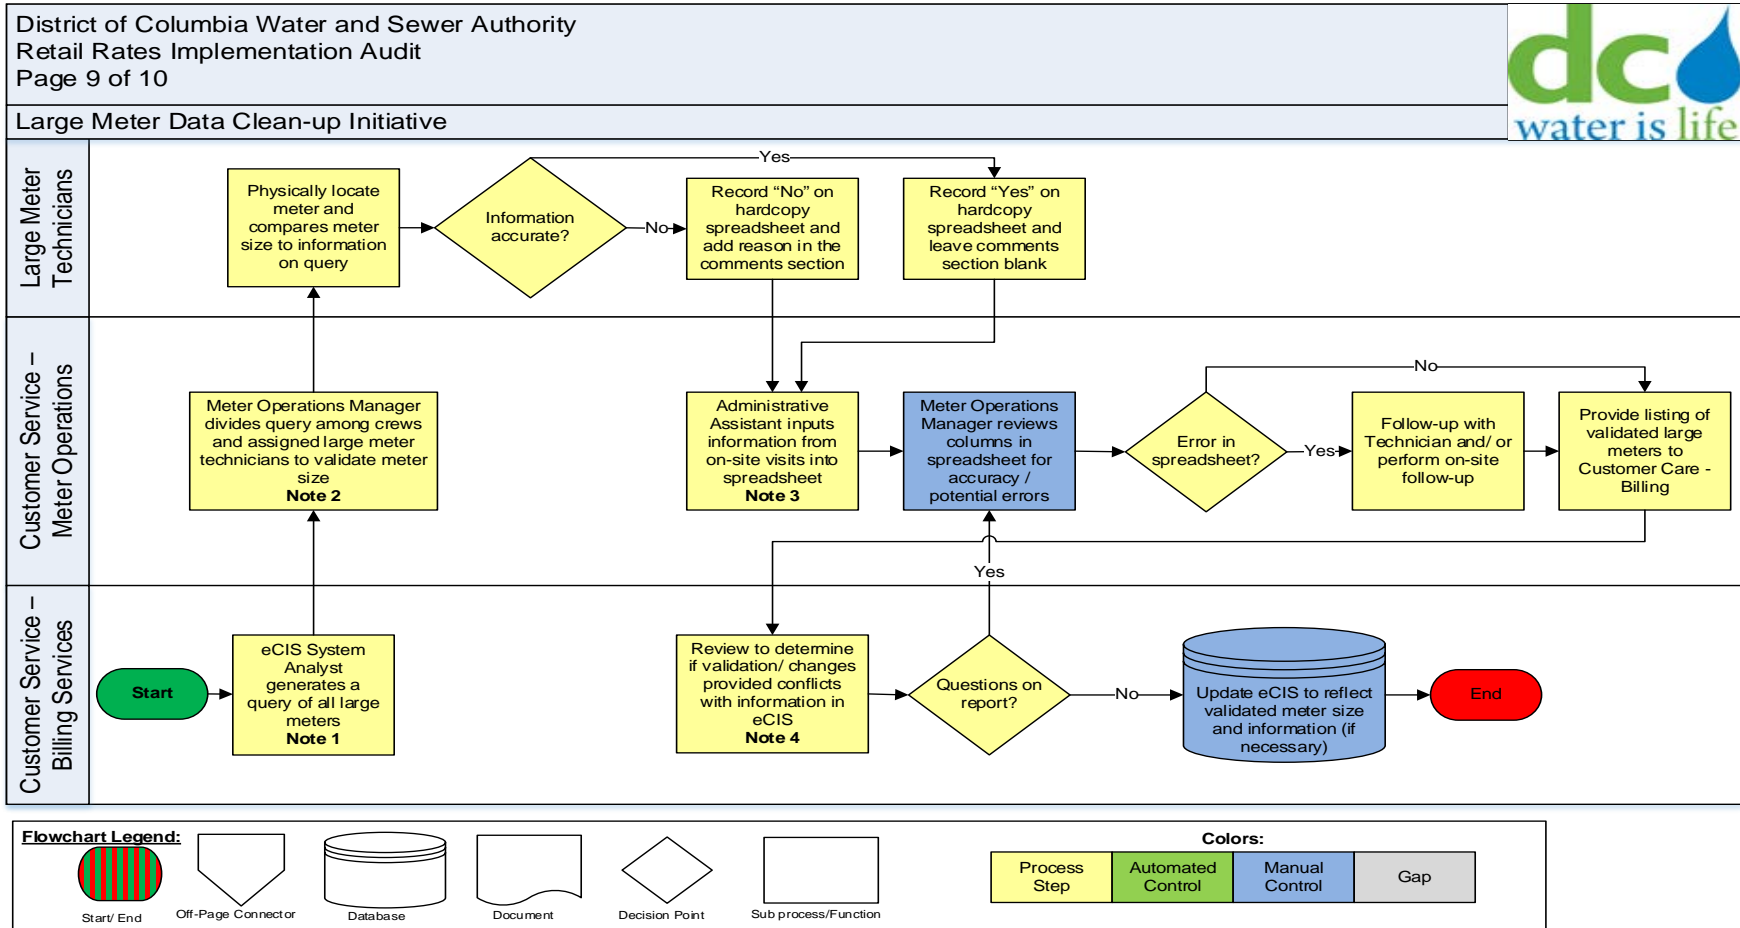 District of Columbia Water and Sewer Authority
Retail Rates Implementation Audit
Page 9 of 10
dc
water is life
Large Meter Data Clean-up Initiative
Large Meter
Technicians
Physically locate
meter and
compares meter
size to information
on query
Information
accurate?
Yes
No
Record “No” on
hardcopy
spreadsheet and
add reason in the
comments section
Record “Yes” on
hardcopy
spreadsheet and
leave comments
section blank
Customer Service –
Meter Operations
Meter Operations Manager
divides query among crews
and assigned large meter
technicians to validate meter
size
Note 2
Administrative
Assistant inputs
information from
on-site visits into
spreadsheet
Note 3
Meter Operations
Manager reviews
columns in
spreadsheet for
accuracy /
potential errors
Error in
spreadsheet?
No
Yes
Follow-up with
Technician and/ or
perform on-site
follow-up
Provide listing of
validated large
meters to
Customer Care -
Billing
Customer Service –
Billing Services
Start
eCIS System
Analyst
generates a
query of all large
meters
Note 1
Review to determine
if validation/ changes
provided conflicts
with information in
eCIS
Note 4
Questions on
report?
Yes
No
Update eCIS to reflect
validated meter size
and information (if
necessary)
End
Flowchart Legend:
Start/ End
Off-Page Connector
Database
Document
Decision Point
Sub process/Function
Colors:
Process
Step
Automated
Control
Manual
Control
Gap